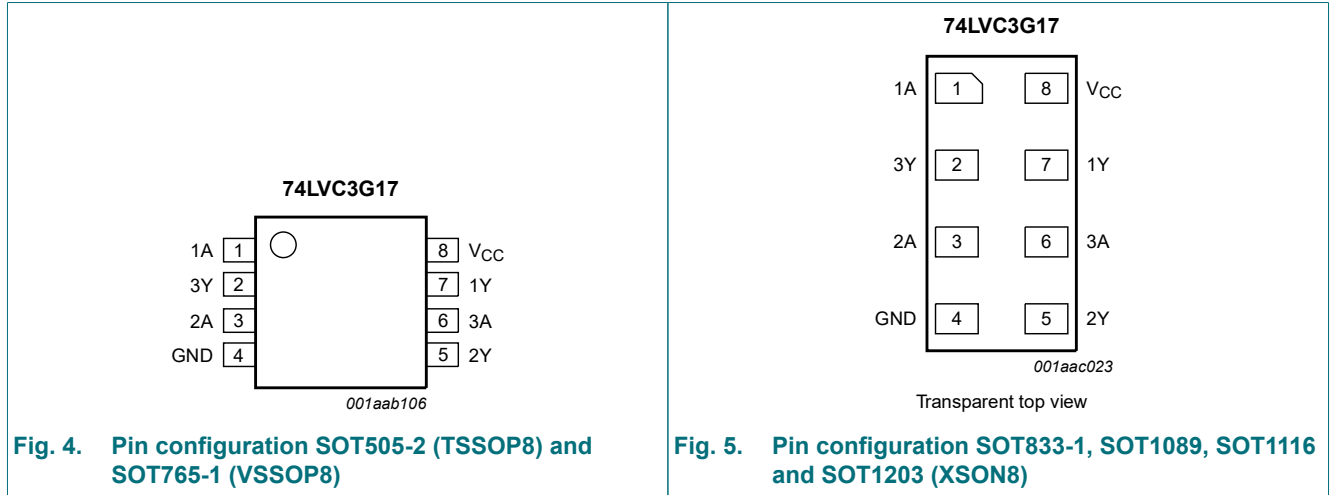 74LVC3G17
1A 1
3Y 2
2A 3
GND 4
8 VCC
7 1Y
6 3A
5 2Y
001aab106
Fig. 4. Pin configuration SOT505-2 (TSSOP8) and
SOT765-1 (VSSOP8)
74LVC3G17
1A 1
3Y 2
2A 3
GND 4
8 VCC
7 1Y
6 3A
5 2Y
001aac023
Transparent top view
Fig. 5. Pin configuration SOT833-1, SOT1089, SOT1116
and SOT1203 (XSON8)